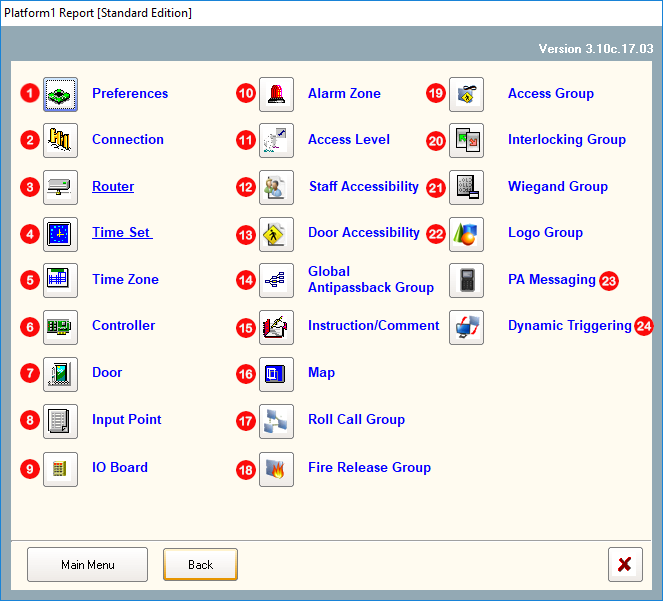 Platform1 Report [Standard Edition]
Version 3.10c.17.03
1 Preferences
2 Connection
3 Router
4 Time Set
5 Time Zone
6 Controller
7 Door
8 Input Point
9 IO Board
10 Alarm Zone
11 Access Level
12 Staff Accessibility
13 Door Accessibility
14 Global
Antipassback Group
15 Instruction/Comment
16 Map
17 Roll Call Group
18 Fire Release Group
19 Access Group
20 Interlocking Group
21 Wiegand Group
22 Logo Group
PA Messaging 23
Dynamic Triggering 24
Main Menu
Back